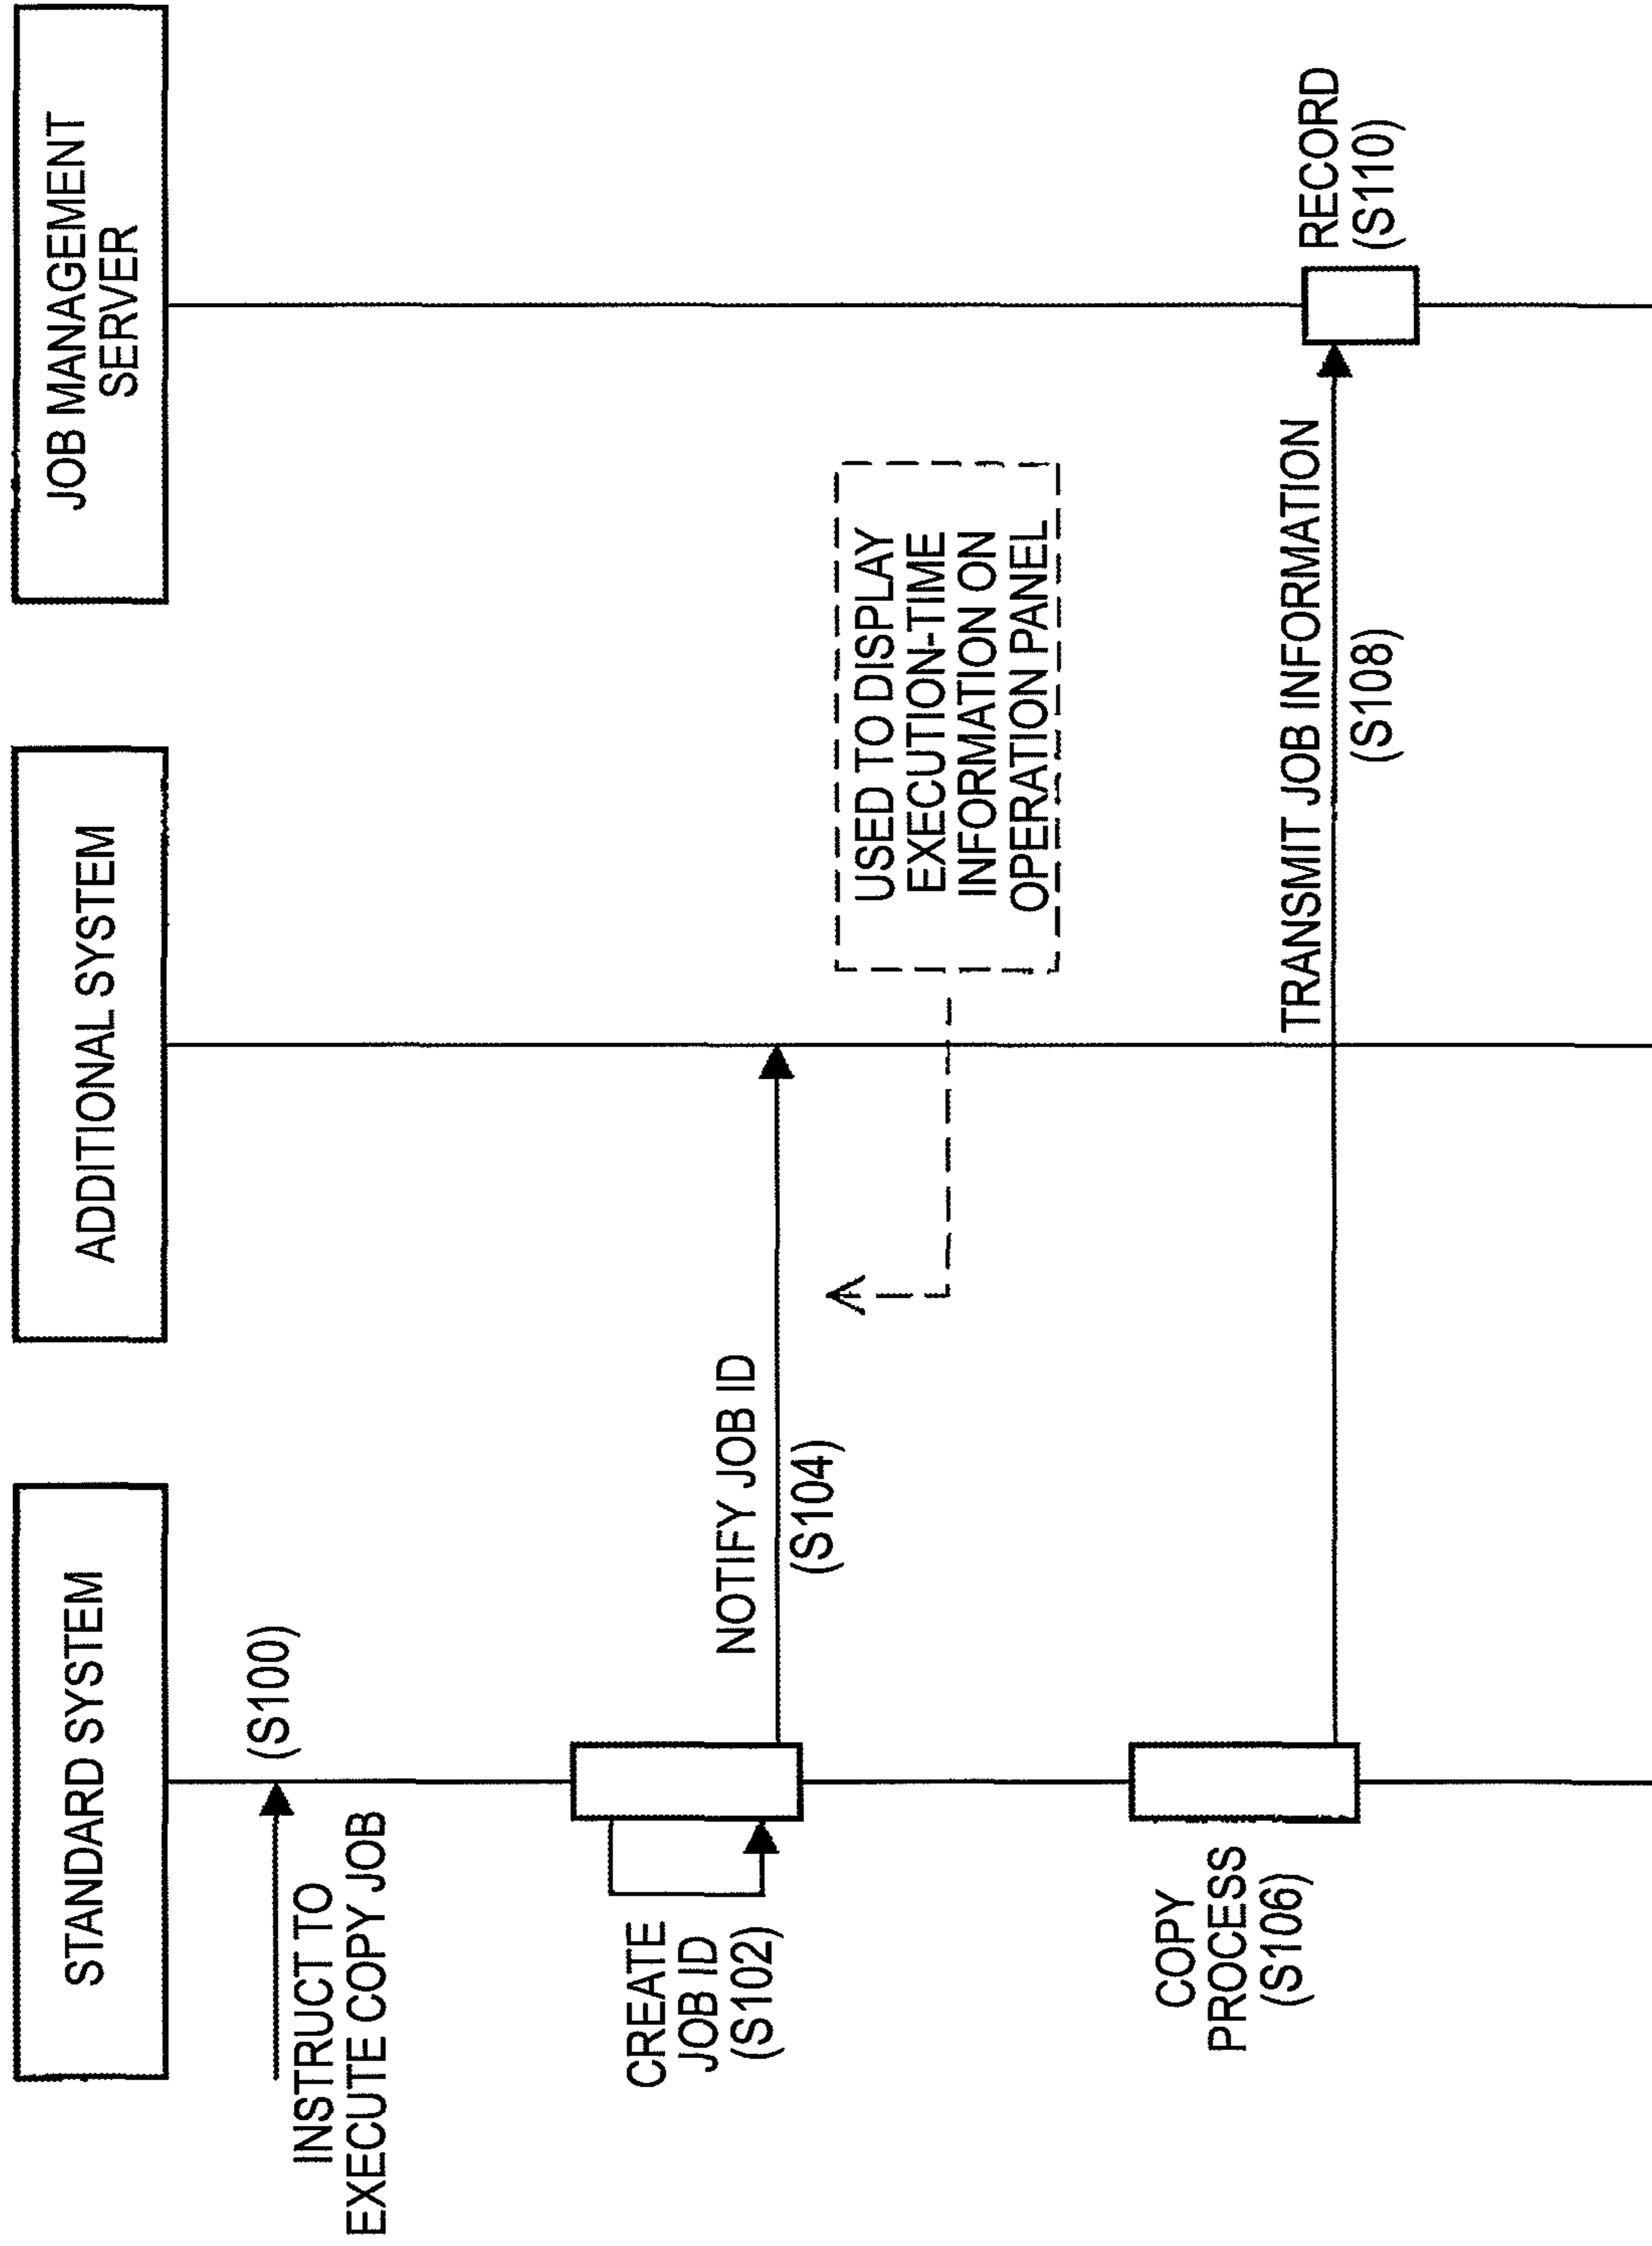 STANDARD SYSTEM
ADDITIONAL SYSTEM
JOB MANAGEMENT
SERVER
(S100)
INSTRUCT TO
EXECUTE COPY JOB
CREATE
JOB ID
(S102)
NOTIFY JOB ID
(S104)
USED TO DISPLAY
EXECUTION-TIME
INFORMATION ON
OPERATION PANEL
COPY
PROCESS
(S106)
TRANSMIT JOB INFORMATION
(S108)
RECORD
(S110)